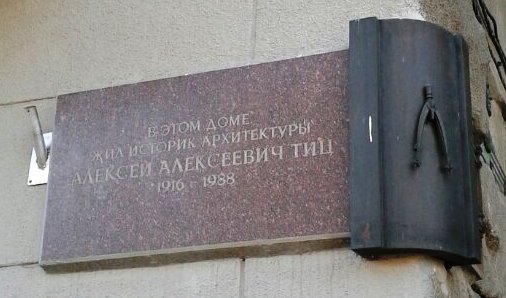 В ЭТОМ ДОМЕ
ЖИЛ ИСТОРИК АРХИТЕКТУРЫ
АЛЕКСЕЙ АЛЕКСЕЕВИЧ ТИЦ
1916 - 1988